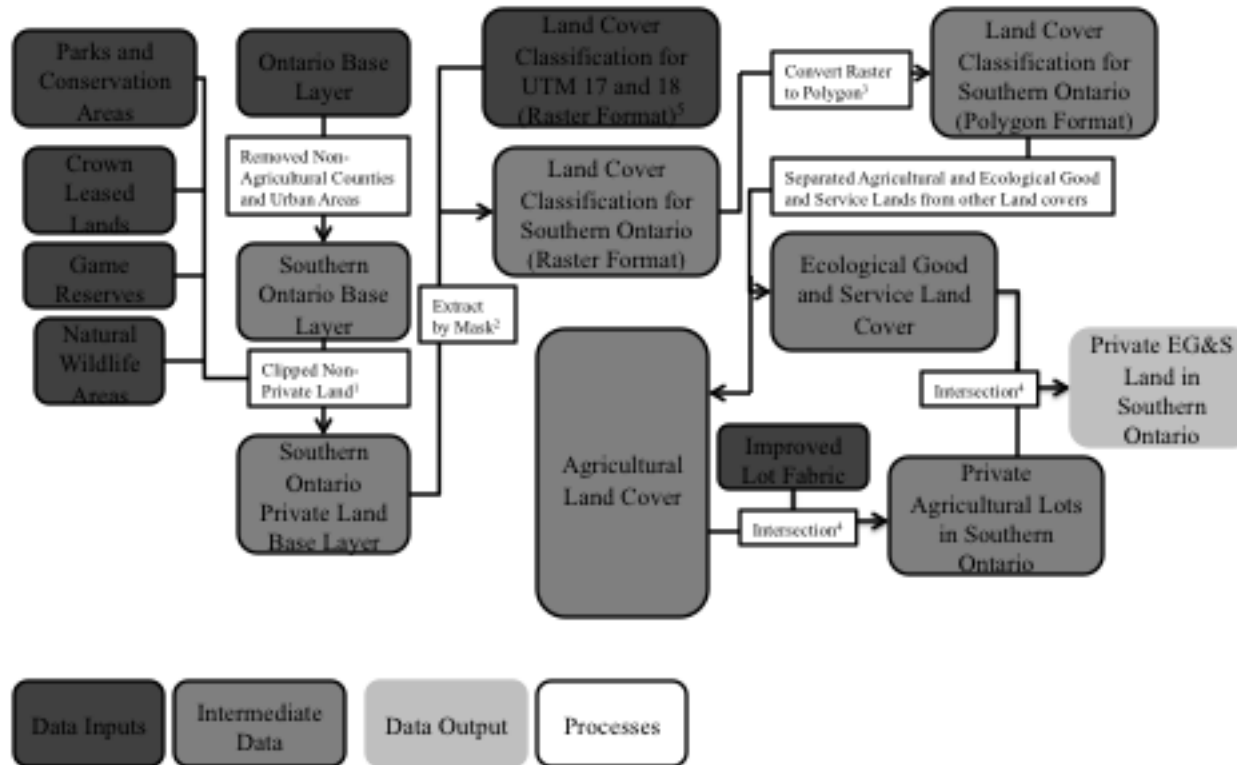 Parks and
Conservation
Areas
Crown
Leased
Lands
Game
Reserves
Natural
Wildlife
Areas
Ontario Base
Layer
Removed Non-
Agricultural Counties
and Urban Areas
Southern
Ontario Base
Layer
Clipped Non-
Private Land¹
Southern
Ontario
Private Land
Base Layer
Land Cover
Classification for
UTM 17 and 18
(Raster Format)⁵
Land Cover
Classification for
Southern Ontario
(Raster Format)
Extract
by Mask²
Convert Raster
to Polygon³
Land Cover
Classification for
Southern Ontario
(Polygon Format)
Separated Agricultural and Ecological Good
and Service Lands from other Land covers
Ecological Good
and Service Land
Cover
Agricultural
Land Cover
Improved
Lot Fabric
Intersection⁴
Private
Agricultural Lots
in Southern
Ontario
Intersection⁴
Private EG&S
Land in
Southern
Ontario
Data Inputs
Intermediate
Data
Data Output
Processes